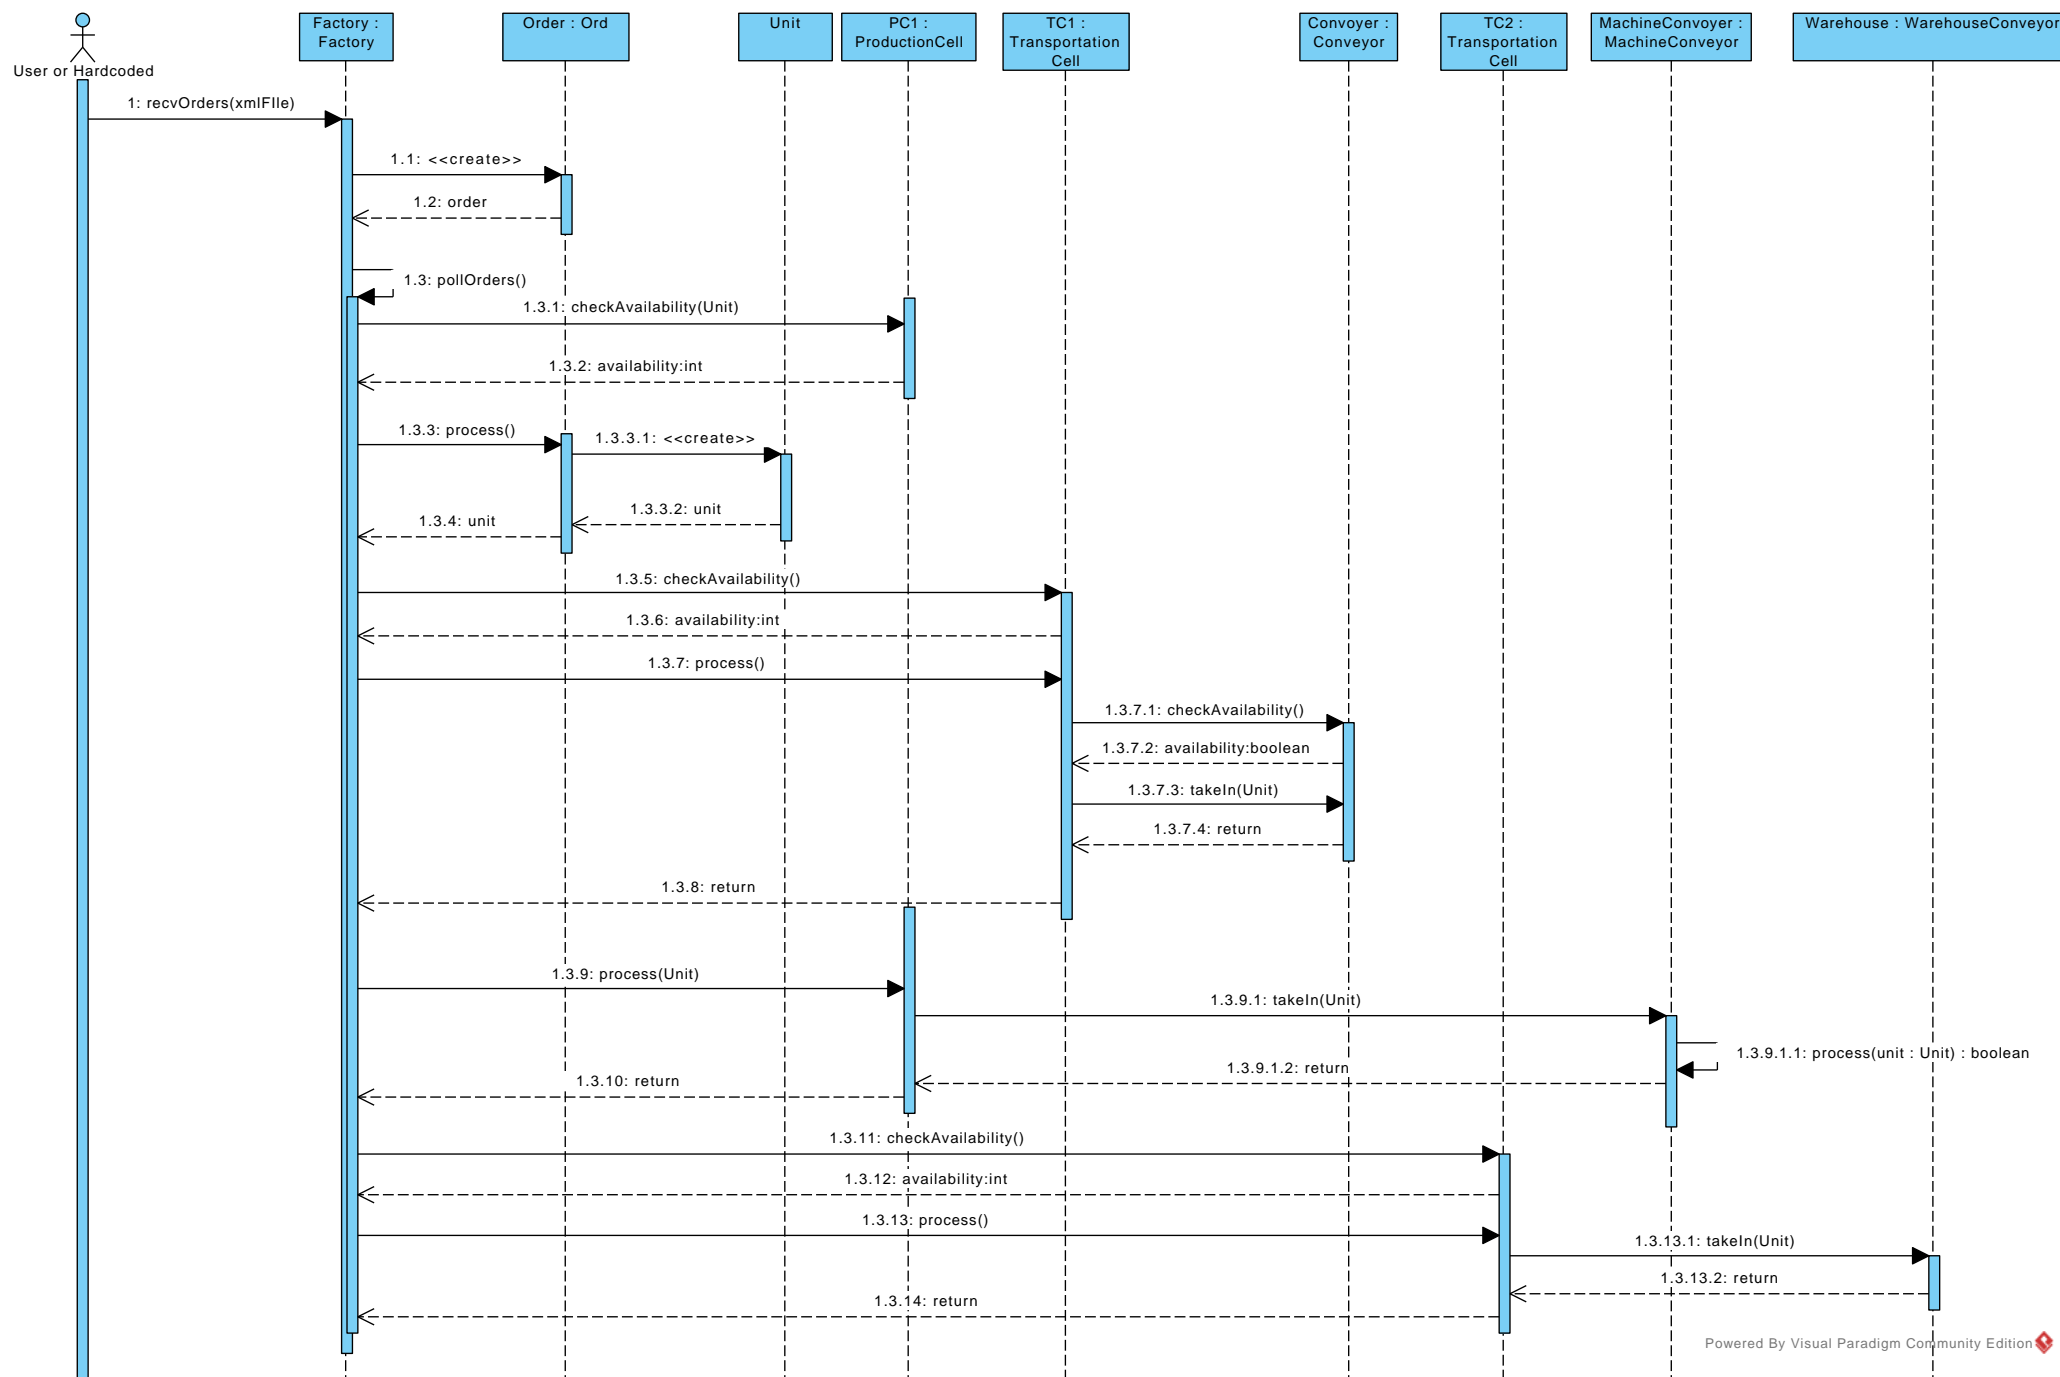 Factory :
Factory
Order : Ord
Unit
PC1 :
ProductionCell
TC1 :
Transportation
Cell
Convoyer :
Conveyor
TC2 :
Transportation
Cell
MachineConvoyer :
MachineConveyor
Warehouse : WarehouseConveyor
User or Hardcoded
1: recvOrders(xmlFIle)
1.1: <<create>>
1.2: order
1.3: pollOrders()
1.3.1: checkAvailability(Unit)
1.3.2: availability:int
1.3.3: process()
1.3.3.1: <<create>>
1.3.3.2: unit
1.3.4: unit
1.3.5: checkAvailability()
1.3.6: availability:int
1.3.7: process()
1.3.7.1: checkAvailability()
1.3.7.2: availability:boolean
1.3.7.3: takeIn(Unit)
1.3.7.4: return
1.3.8: return
1.3.9: process(Unit)
1.3.9.1: takeIn(Unit)
1.3.9.1.1: process(unit : Unit) : boolean
1.3.9.1.2: return
1.3.10: return
1.3.11: checkAvailability()
1.3.12: availability:int
1.3.13: process()
1.3.13.1: takeIn(Unit)
1.3.13.2: return
1.3.14: return
Powered By Visual Paradigm Community Edition